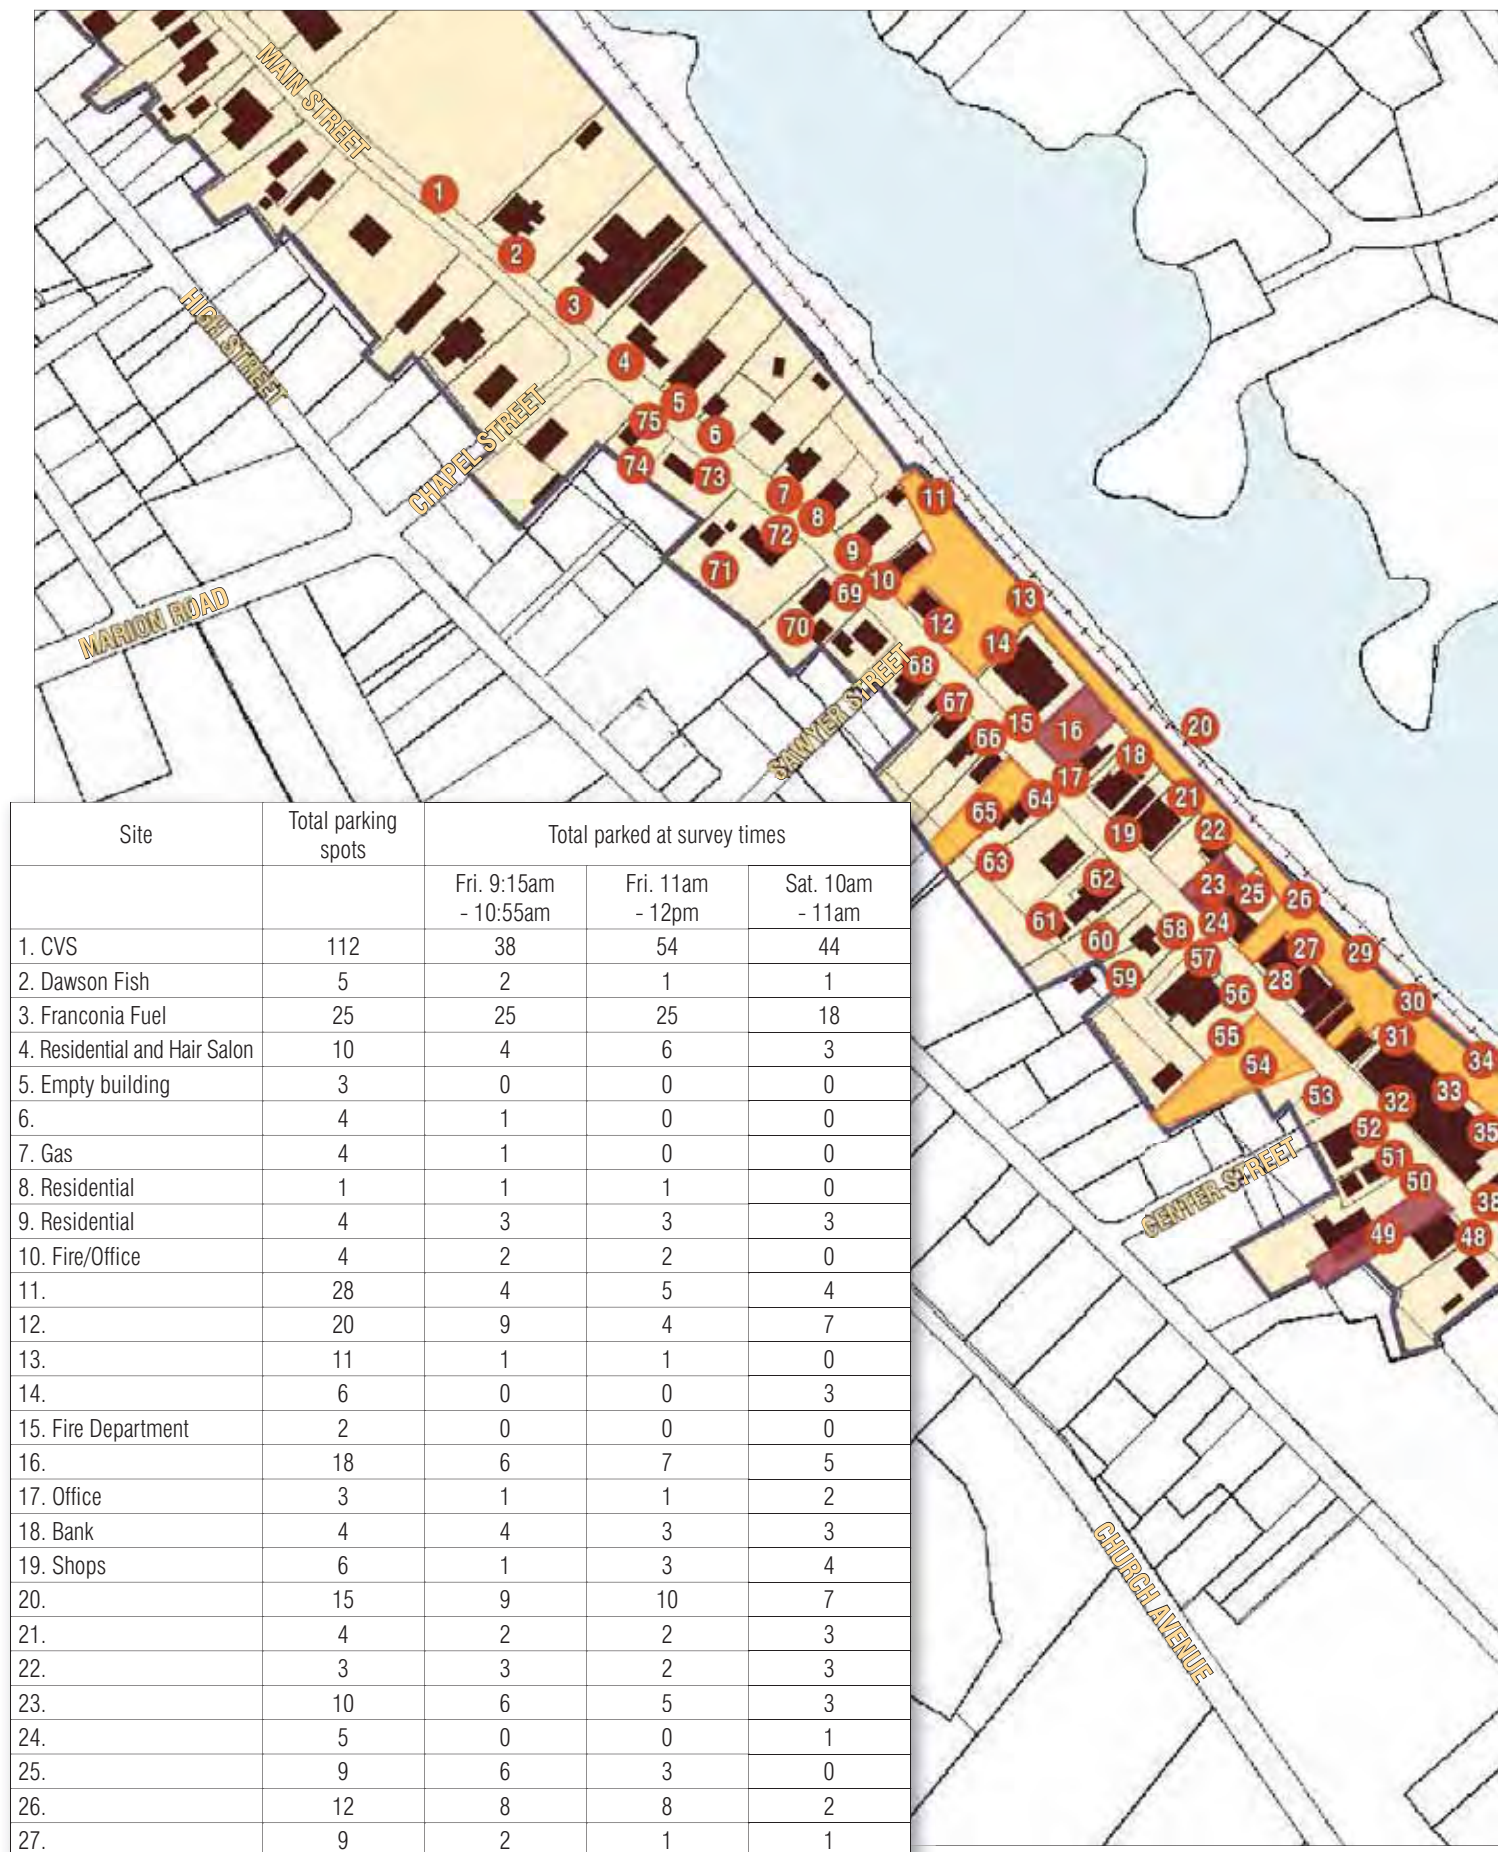 MAIN STREET
1
2
HIGH STREET
3
4
CHAPEL STREET
5
75
6
74
73
7
11
8
72
9
71
10
69
13
MARION ROAD
12
70
14
68
SAWYER STREET
67
15
20
66
16
18
17
64
21
65
19
22
63
62
23
25
26
61
24
58
60
27
29
57
59
28
56
30
55
31
54
34
53
33
32
52
35
51
50
CENTER STREET
38
49
48
CHURCH AVENUE
Site Total parking spots Total parked at survey times
Fri. 9:15am - 10:55am Fri. 11am - 12pm Sat. 10am - 11am
1. CVS 112 38 54 44
2. Dawson Fish 5 2 1 1
3. Franconia Fuel 25 25 25 18
4. Residential and Hair Salon 10 4 6 3
5. Empty building 3 0 0 0
6. 4 1 0 0
7. Gas 4 1 0 0
8. Residential 1 1 1 0
9. Residential 4 3 3 3
10. Fire/Office 4 2 2 0
11. 28 4 5 4
12. 20 9 4 7
13. 11 1 1 0
14. 6 0 0 3
15. Fire Department 2 0 0 0
16. 18 6 7 5
17. Office 3 1 1 2
18. Bank 4 4 3 3
19. Shops 6 1 3 4
20. 15 9 10 7
21. 4 2 2 3
22. 3 3 2 3
23. 10 6 5 3
24. 5 0 0 1
25. 9 6 3 0
26. 12 8 8 2
27. 9 2 1 1